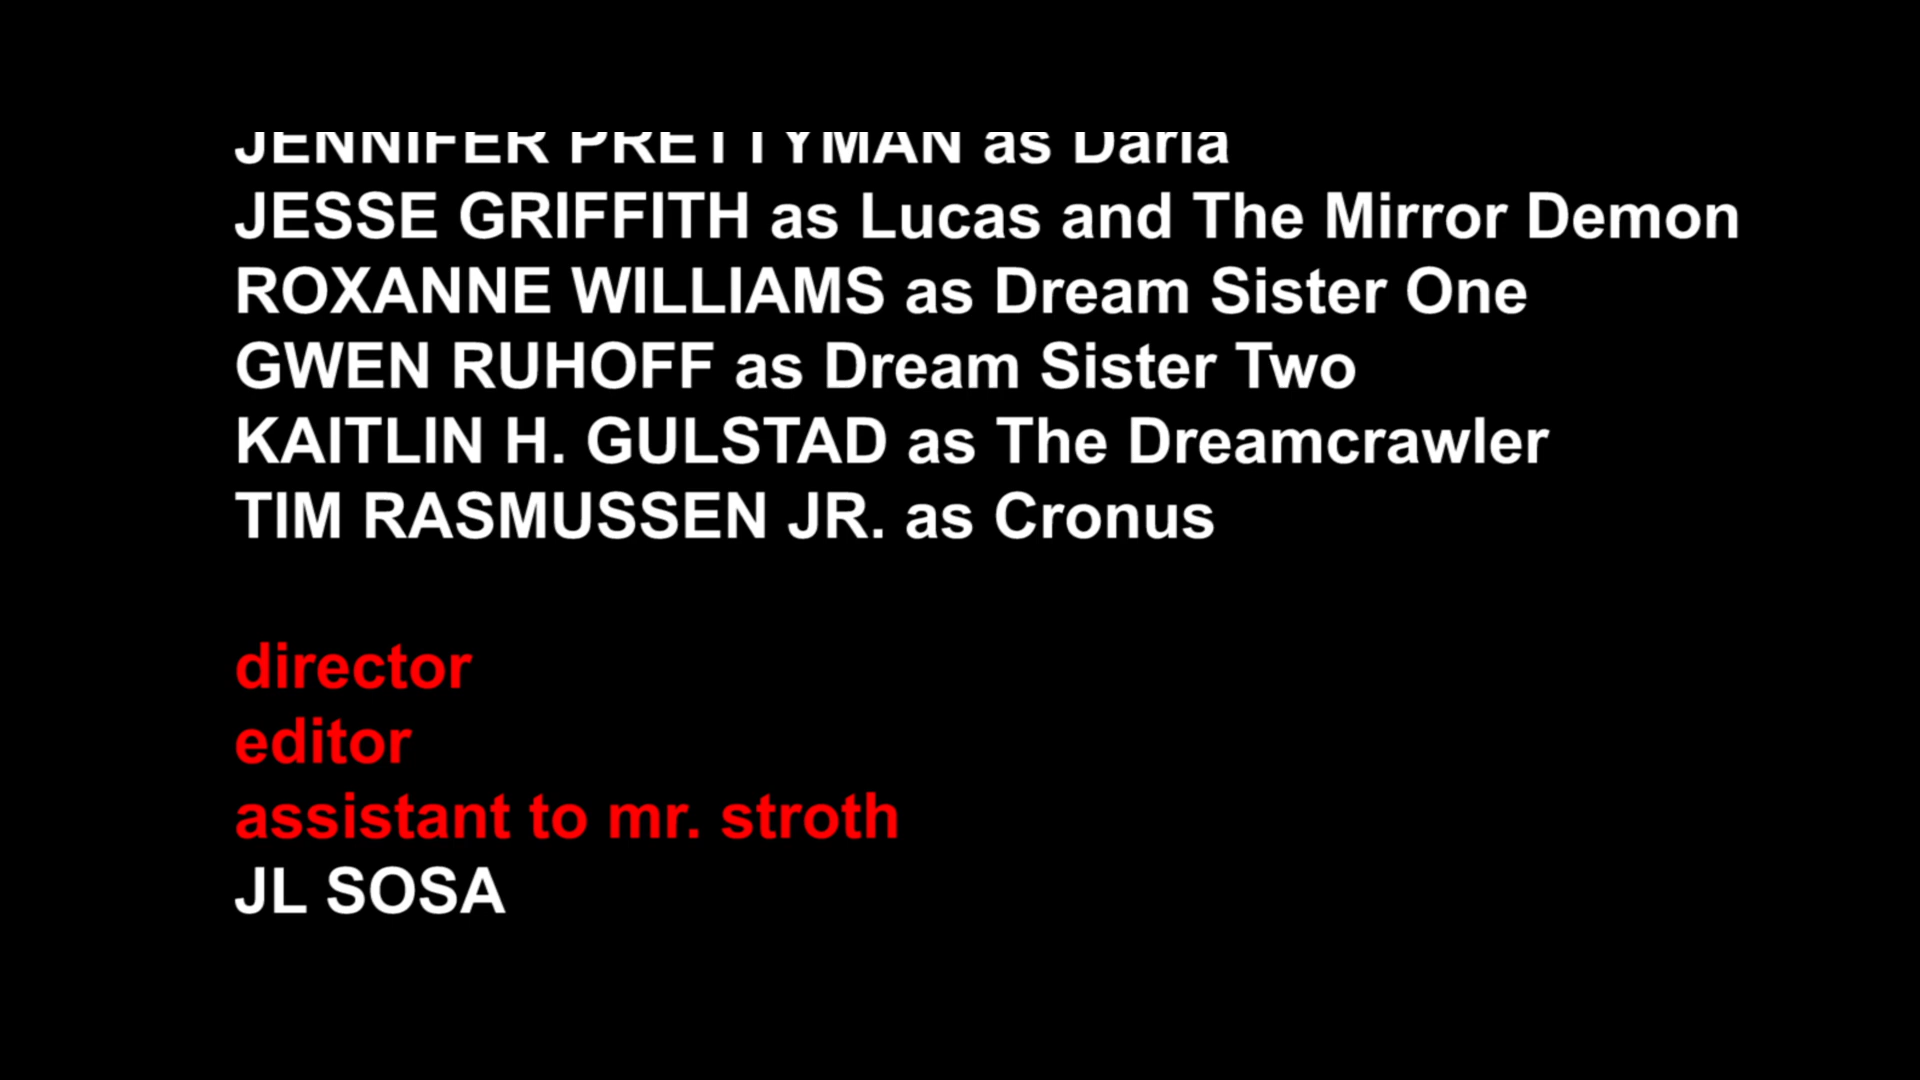 JENNIFER PRETTYMAN as Darla
JESSE GRIFFITH as Lucas and The Mirror Demon
ROXANNE WILLIAMS as Dream Sister One
GWEN RUHOFF as Dream Sister Two
KAITLIN H. GULSTAD as The Dreamcrawler
TIM RASMUSSEN JR. as Cronus
director
editor
assistant to mr. stroth
JL SOSA